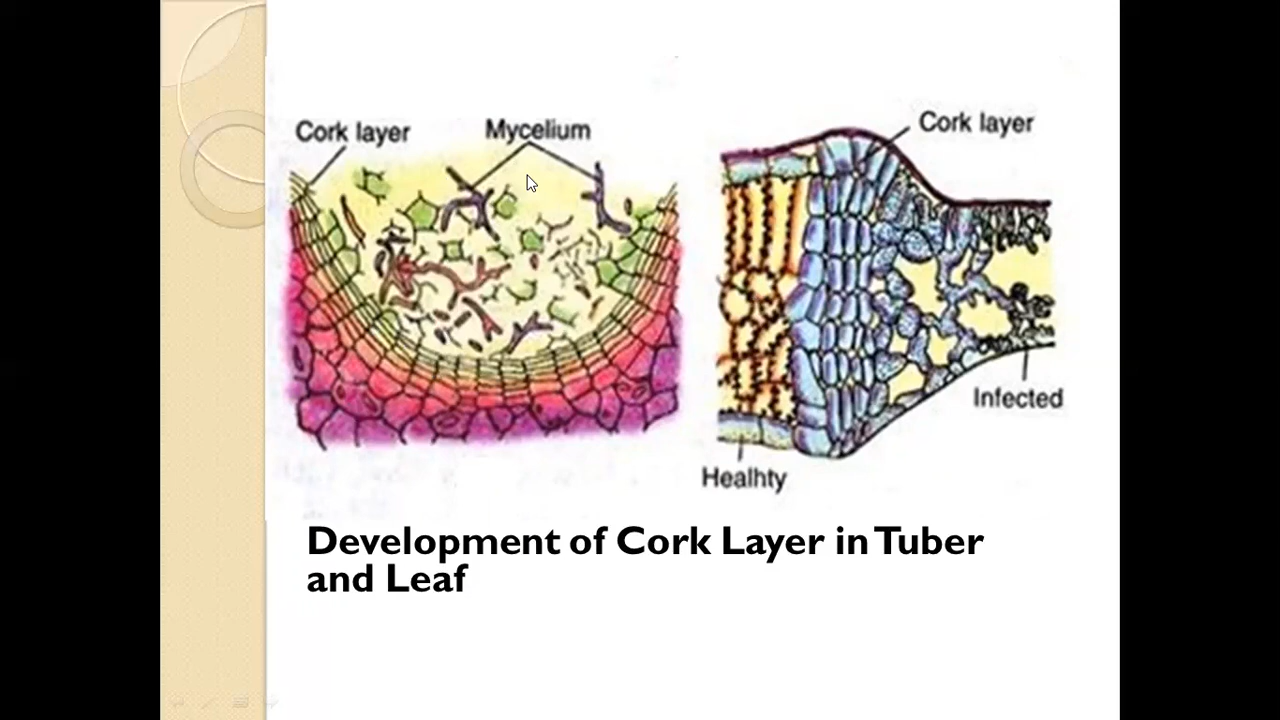 Cork layer
Mycelium
Cork layer
Infected
Healhty
Development of Cork Layer in Tuber
and Leaf